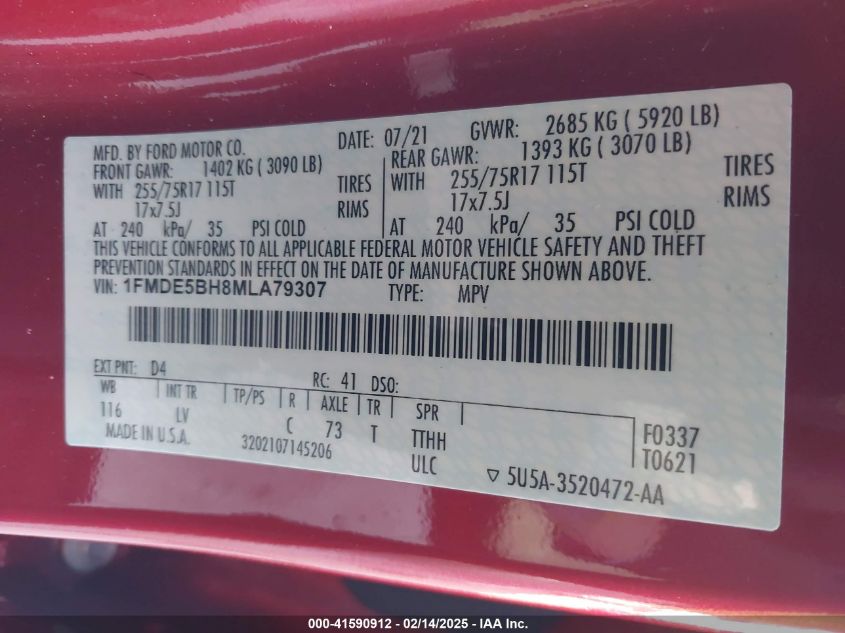 MFD. BY FORD MOTOR CO. DATE: 07/21 GVWR: 2685 KG ( 5920 LB)
FRONT GAWR: 1402 KG ( 3090 LB) REAR GAWR: 1393 KG ( 3070 LB)
WITH 255/75R17 115T TIRES WITH 255/75R17 115T TIRES
17x7.5J RIMS 17x7.5J RIMS
AT 240 kPa/ 35 PSI COLD AT 240 kPa/ 35 PSI COLD
THIS VEHICLE CONFORMS TO ALL APPLICABLE FEDERAL MOTOR VEHICLE SAFETY AND THEFT
PREVENTION STANDARDS IN EFFECT ON THE DATE OF MANUFACTURE SHOWN ABOVE.
VIN: 1FMDE5BH8MLA79307 TYPE: MPV
EXT PNT: D4 RC: 41 DSO:
WB INT TR TP/PS R AXLE TR SPR
116 LV C 73 T TTHH F0337
MADE IN U.S.A. 3202107145206 ULC T0621
▽ 5U5A-3520472-AA
000-41590912 - 02/14/2025 - IAA Inc.